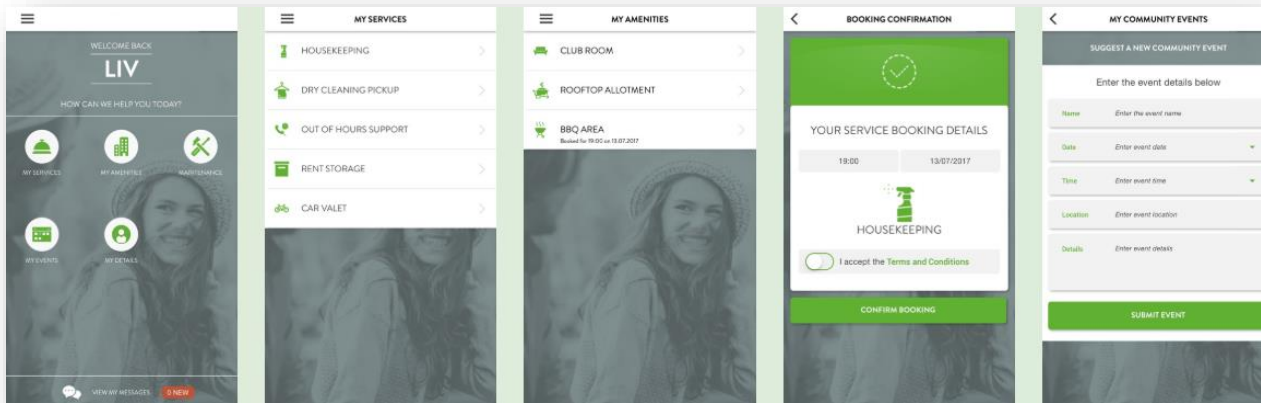 WELCOME BACK
LIV
HOW CAN WE HELP YOU TODAY?
MY SERVICES
MY AMENITIES
MAINTENANCE
MY EVENTS
MY DETAILS
VIEW MY MESSAGES
0 NEW
MY SERVICES
HOUSEKEEPING
DRY CLEANING PICKUP
OUT OF HOURS SUPPORT
RENT STORAGE
CAR VALET
MY AMENITIES
CLUB ROOM
ROOFTOP ALLOTMENT
BBQ AREA
Booked for 19:00 on 13.07.2017
BOOKING CONFIRMATION
YOUR SERVICE BOOKING DETAILS
19:00
13/07/2017
HOUSEKEEPING
I accept the Terms and Conditions
CONFIRM BOOKING
MY COMMUNITY EVENTS
SUGGEST A NEW COMMUNITY EVENT
Enter the event details below
Name Enter the event name
Date Enter event date
Time Enter event time
Location Enter event location
Details Enter event details
SUBMIT EVENT